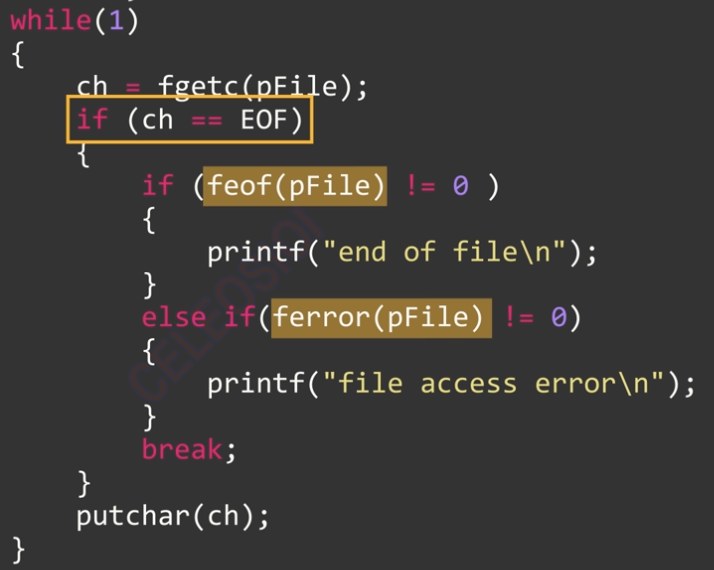 while(1)
{
    ch = fgetc(pFile);
    if (ch == EOF)
    {
        if (feof(pFile) != 0 )
        {
            printf("end of file\n");
        }
        else if(ferror(pFile) != 0)
        {
            printf("file access error\n");
        }
        break;
    }
    putchar(ch);
}